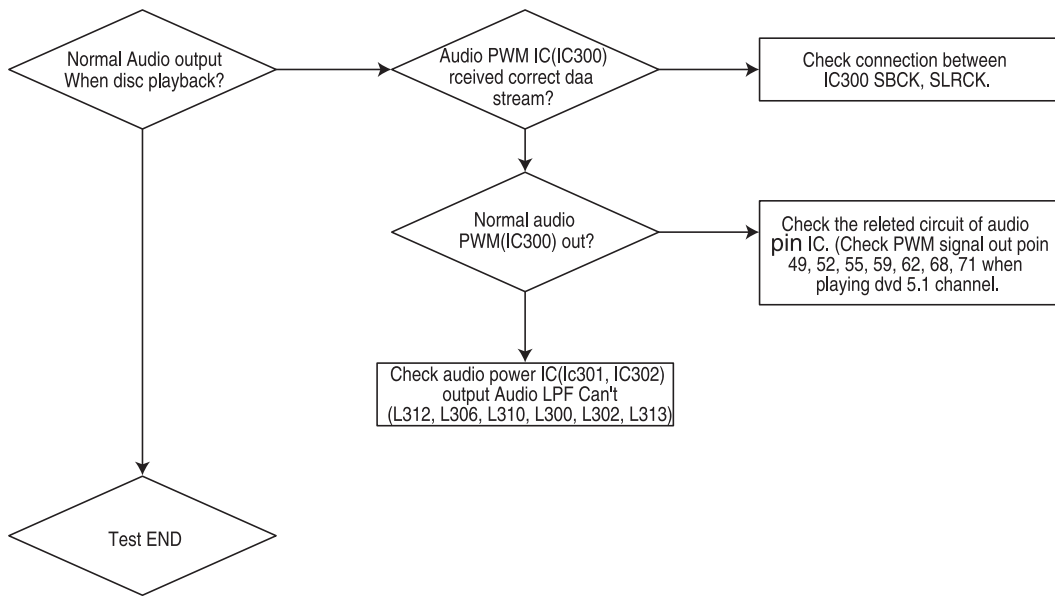 Normal Audio output
When disc playback?
Audio PWM IC(IC300)
rceived correct daa
stream?
Check connection between
IC300 SBCK, SLRCK.
Normal audio
PWM(IC300) out?
Check the releted circuit of audio
pin IC. (Check PWM signal out poin
49, 52, 55, 59, 62, 68, 71 when
playing dvd 5.1 channel.
Check audio power IC(Ic301, IC302)
output Audio LPF Can't
(L312, L306, L310, L300, L302, L313)
Test END